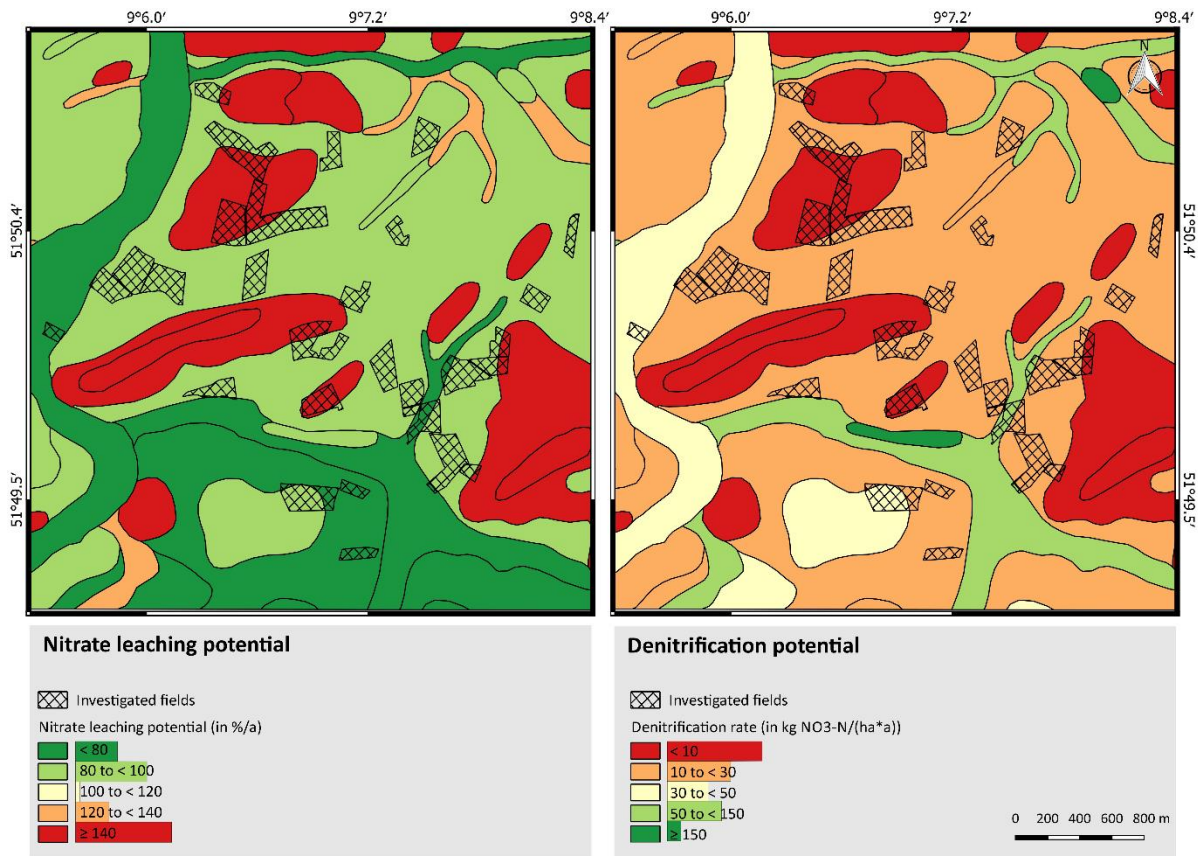 9°6.0′ 9°7.2′ 9°8.4′ 9°6.0′ 9°7.2′ 9°8.4′
N
51°50.4′ 51°50.4′
51°49.5′ 51°49.5′
Nitrate leaching potential
Investigated fields
Nitrate leaching potential (in %/a)
< 80
80 to < 100
100 to < 120
120 to < 140
≥ 140
Denitrification potential
Investigated fields
Denitrification rate (in kg NO3-N/(ha*a))
< 10
10 to < 30
30 to < 50
50 to < 150
≥ 150
0 200 400 600 800 m